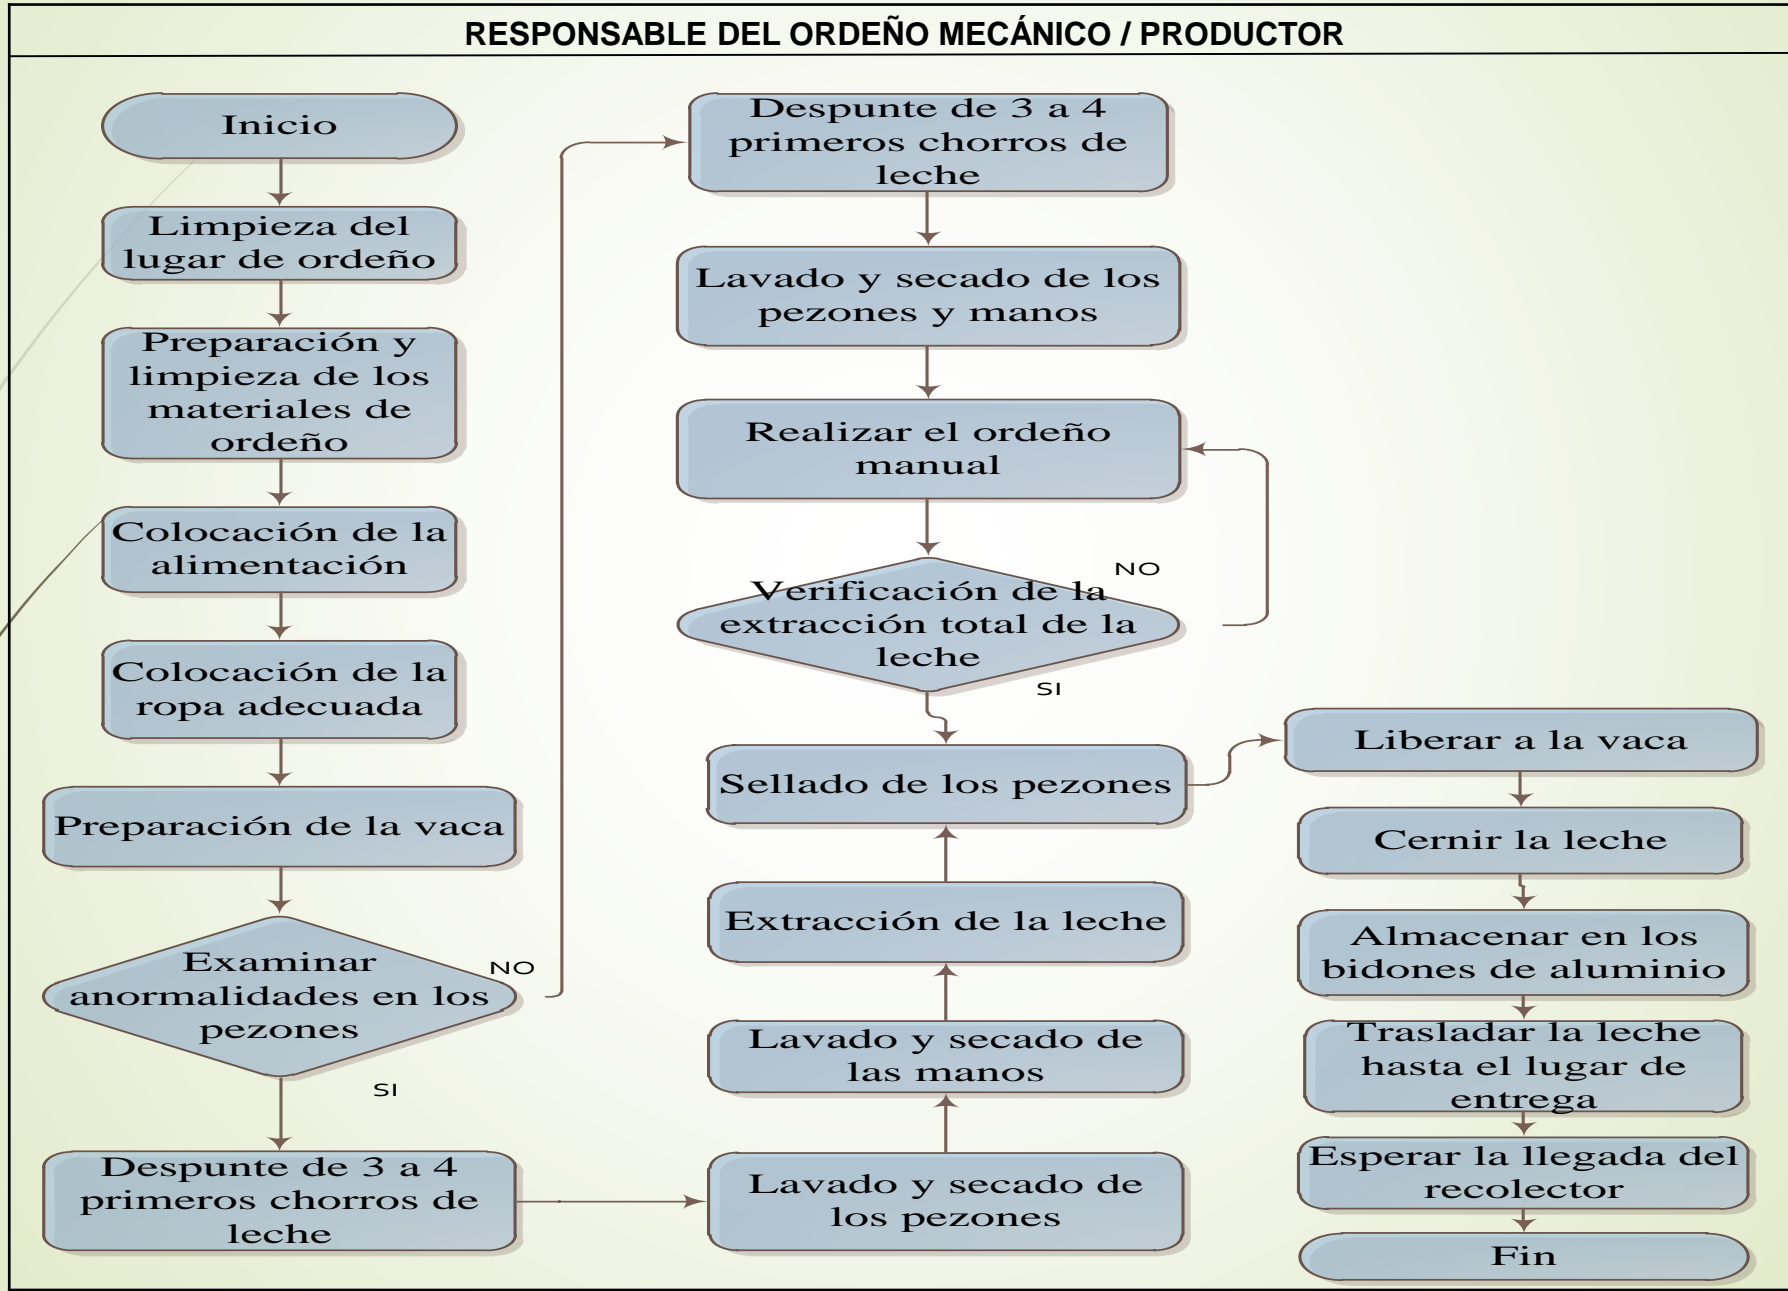 RESPONSABLE DEL ORDEÑO MECÁNICO / PRODUCTOR
Inicio
Limpieza del
lugar de ordeño
Preparación y
limpieza de los
materiales de
ordeño
Colocación de la
alimentación
Colocación de la
ropa adecuada
Preparación de la vaca
Examinar
anormalidades en los
pezones
NO
SI
Despunte de 3 a 4
primeros chorros de
leche
Despunte de 3 a 4
primeros chorros de
leche
Lavado y secado de los
pezones y manos
Realizar el ordeño
manual
Verificación de la
extracción total de la
leche
NO
SI
Sellado de los pezones
Extracción de la leche
Lavado y secado de
las manos
Lavado y secado de
los pezones
Liberar a la vaca
Cernir la leche
Almacenar en los
bidones de aluminio
Trasladar la leche
hasta el lugar de
entrega
Esperar la llegada del
recolector
Fin